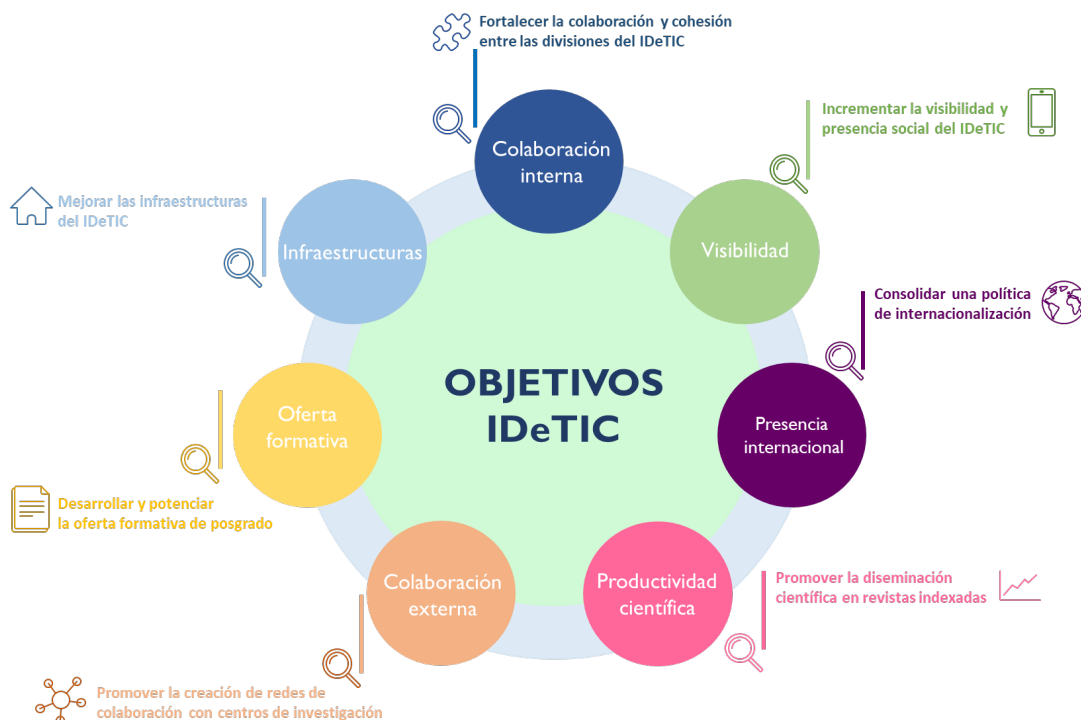 Fortalecer la colaboración y cohesión
entre las divisiones del IDeTIC
Colaboración
interna
Incrementar la visibilidad y
presencia social del IDeTIC
Visibilidad
Consolidar una política
de internacionalización
Presencia
internacional
Promover la diseminación
científica en revistas indexadas
Productividad
científica
Promover la creación de redes de
colaboración con centros de investigación
Colaboración
externa
Desarrollar y potenciar
la oferta formativa de posgrado
Oferta
formativa
Mejorar las infraestructuras
del IDeTIC
Infraestructuras
OBJETIVOS
IDeTIC